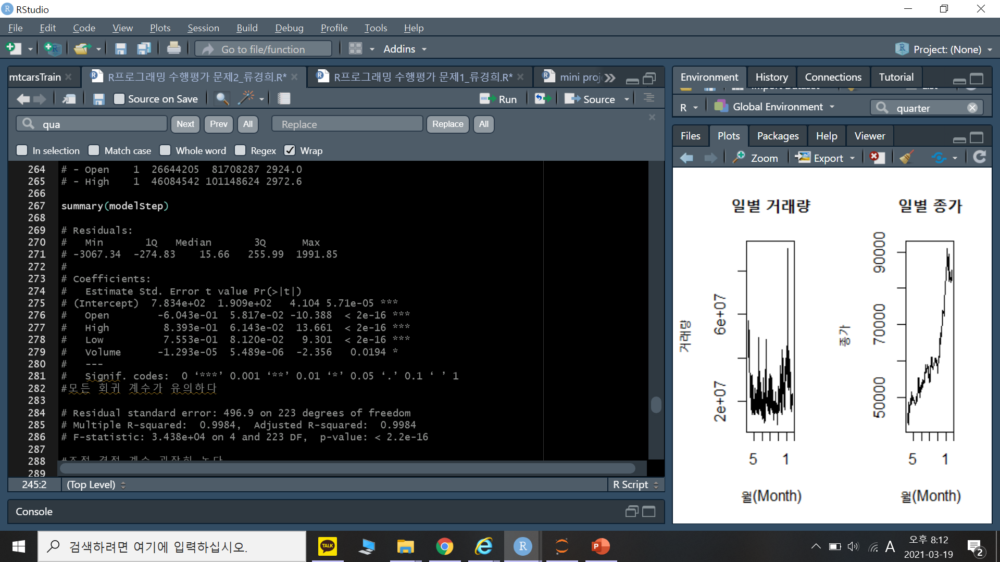 RStudio
File Edit Code View Plots Session Build Debug Profile Tools Help
Go to file/function Addins Project: (None)
mtcarsTrain R프로그래밍 수행평가 문제2_류경희.R* R프로그래밍 수행평가 문제1_류경희.R* mini proj
Source on Save Run Source
qua Next Prev All Replace Replace All
In selection Match case Whole word Regex Wrap
264 # - Open 1 26644205 81708287 2924.0
265 # - High 1 46084542 101148624 2972.6
266
267 summary(modelStep)
268
269 # Residuals:
270 # Min 1Q Median 3Q Max
271 # -3067.34 -274.83 15.66 255.99 1991.85
272 #
273 # Coefficients:
274 # Estimate Std. Error t value Pr(>|t|)
275 # (Intercept) 7.834e+02 1.909e+02 4.104 5.71e-05 ***
276 # Open -6.043e-01 5.817e-02 -10.388 < 2e-16 ***
277 # High 8.393e-01 6.143e-02 13.661 < 2e-16 ***
278 # Low 7.553e-01 8.120e-02 9.301 < 2e-16 ***
279 # Volume -1.293e-05 5.489e-06 -2.356 0.0194 *
280 # ---
281 # Signif. codes: 0 ‘***’ 0.001 ‘**’ 0.01 ‘*’ 0.05 ‘.’ 0.1 ‘ ’ 1
282 #모든 회귀 계수가 유의하다
283
284 # Residual standard error: 496.9 on 223 degrees of freedom
285 # Multiple R-squared: 0.9984, Adjusted R-squared: 0.9984
286 # F-statistic: 3.438e+04 on 4 and 223 DF, p-value: < 2.2e-16
287
288
289
245:2 (Top Level) R Script
Console
Environment History Connections Tutorial
Import Dataset List
R Global Environment quarter
Files Plots Packages Help Viewer
Zoom Export
일별 거래량
거래량
2e+07 6e+07
5 1
월(Month)
일별 종가
종가
50000 70000 90000
5 1
월(Month)
검색하려면 여기에 입력하십시오.
TALK
R
P
A
오후 8:12
2021-03-19
2